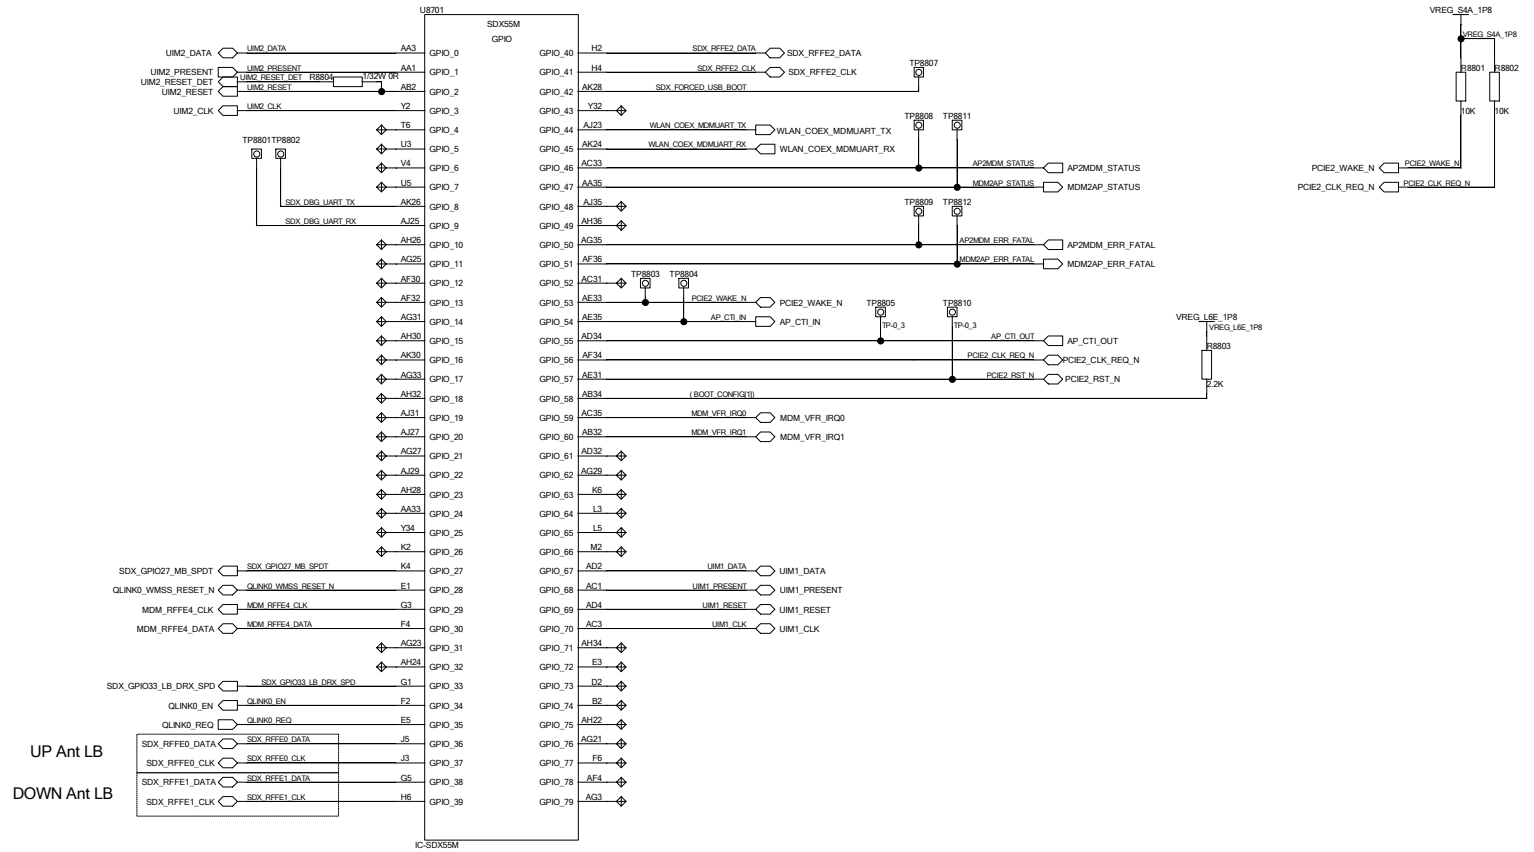 U8701
SDX55M
GPIO
VREG_S4A_1P8
VREG_S4A_1P8
R8801 R8802
10K 10K
PCIE2_WAKE_N PCIE2_WAKE_N
PCIE2_CLK_REQ_N PCIE2_CLK_REQ_N
UIM2_DATA UIM2_DATA AA3 GPIO_0
UIM2_PRESENT UIM2_PRESENT AA1 GPIO_1
UIM2_RESET_DET UIM2_RESET_DET R8804 1/32W 0R
UIM2_RESET UIM2_RESET AB2 GPIO_2
UIM2_CLK UIM2_CLK Y2 GPIO_3
T6 GPIO_4
TP8801 TP8802
U3 GPIO_5
V4 GPIO_6
U5 GPIO_7
SDX_DBG_UART_TX AK26 GPIO_8
SDX_DBG_UART_RX AJ25 GPIO_9
AH26 GPIO_10
AG25 GPIO_11
AF30 GPIO_12
AF32 GPIO_13
AG31 GPIO_14
AH30 GPIO_15
AK30 GPIO_16
AG33 GPIO_17
AH32 GPIO_18
AJ31 GPIO_19
AJ27 GPIO_20
AG27 GPIO_21
AJ29 GPIO_22
AH28 GPIO_23
AA33 GPIO_24
Y34 GPIO_25
K2 GPIO_26
SDX_GPIO27_MB_SPDT SDX_GPIO27_MB_SPDT K4 GPIO_27
QLINK0_WMSS_RESET_N QLINK0_WMSS_RESET_N E1 GPIO_28
MDM_RFFE4_CLK MDM_RFFE4_CLK G3 GPIO_29
MDM_RFFE4_DATA MDM_RFFE4_DATA F4 GPIO_30
AG23 GPIO_31
AH24 GPIO_32
SDX_GPIO33_LB_DRX_SPD SDX_GPIO33_LB_DRX_SPD G1 GPIO_33
QLINK0_EN QLINK0_EN F2 GPIO_34
QLINK0_REQ QLINK0_REQ E5 GPIO_35
UP Ant LB
SDX_RFFE0_DATA SDX_RFFE0_DATA J5 GPIO_36
SDX_RFFE0_CLK SDX_RFFE0_CLK J3 GPIO_37
DOWN Ant LB
SDX_RFFE1_DATA SDX_RFFE1_DATA G5 GPIO_38
SDX_RFFE1_CLK SDX_RFFE1_CLK H6 GPIO_39
GPIO_40 H2 SDX_RFFE2_DATA SDX_RFFE2_DATA
GPIO_41 H4 SDX_RFFE2_CLK SDX_RFFE2_CLK
TP8807
GPIO_42 AK28 SDX_FORCED_USB_BOOT
GPIO_43 Y32
TP8808 TP8811
GPIO_44 AJ23 WLAN_COEX_MDMUART_TX WLAN_COEX_MDMUART_TX
GPIO_45 AK24 WLAN_COEX_MDMUART_RX WLAN_COEX_MDMUART_RX
GPIO_46 AC33 AP2MDM_STATUS AP2MDM_STATUS
GPIO_47 AA35 MDM2AP_STATUS MDM2AP_STATUS
GPIO_48 AJ35
TP8809 TP8812
GPIO_49 AH36
GPIO_50 AG35 AP2MDM_ERR_FATAL AP2MDM_ERR_FATAL
GPIO_51 AF36 MDM2AP_ERR_FATAL MDM2AP_ERR_FATAL
TP8803 TP8804
GPIO_52 AC31
GPIO_53 AE33 PCIE2_WAKE_N PCIE2_WAKE_N
TP8805 TP8810
GPIO_54 AE35 AP_CTI_IN AP_CTI_IN
TP-0_3 TP-0_3
GPIO_55 AD34 AP_CTI_OUT AP_CTI_OUT
GPIO_56 AF34 PCIE2_CLK_REQ_N PCIE2_CLK_REQ_N
GPIO_57 AE31 PCIE2_RST_N PCIE2_RST_N
VREG_L6E_1P8
VREG_L6E_1P8
R8803
2.2K
GPIO_58 AB34 ( BOOT_CONFIG[1])
GPIO_59 AC35 MDM_VFR_IRQ0 MDM_VFR_IRQ0
GPIO_60 AB32 MDM_VFR_IRQ1 MDM_VFR_IRQ1
GPIO_61 AD32
GPIO_62 AG29
GPIO_63 K6
GPIO_64 L3
GPIO_65 L5
GPIO_66 M2
GPIO_67 AD2 UIM1_DATA UIM1_DATA
GPIO_68 AC1 UIM1_PRESENT UIM1_PRESENT
GPIO_69 AD4 UIM1_RESET UIM1_RESET
GPIO_70 AC3 UIM1_CLK UIM1_CLK
GPIO_71 AH34
GPIO_72 E3
GPIO_73 D2
GPIO_74 B2
GPIO_75 AH22
GPIO_76 AG21
GPIO_77 F6
GPIO_78 AF4
GPIO_79 AG3
IC-SDX55M